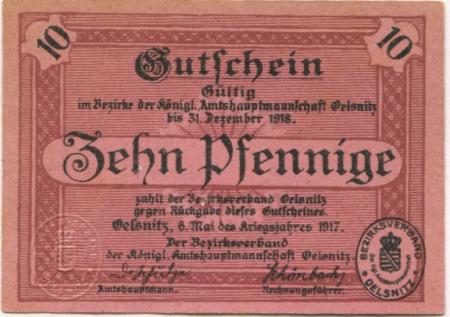 10 10
Gutschein
Gültig
im Bezirke der Königl. Amtshauptmannschaft Oelsnitz
bis 31. Dezember 1918.
Zehn Pfennige
zahlt der Bezirksverband Oelsnitz
gegen Rückgabe dieses Gutscheines.
Oelsnitz, 6. Mai des Kriegsjahres 1917.
Der Bezirksverband
der Königl. Amtshauptmannschaft Oelsnitz.
Amtshauptmann. Rechnungsführer.
BEZIRKSVERBAND
OELSNITZ